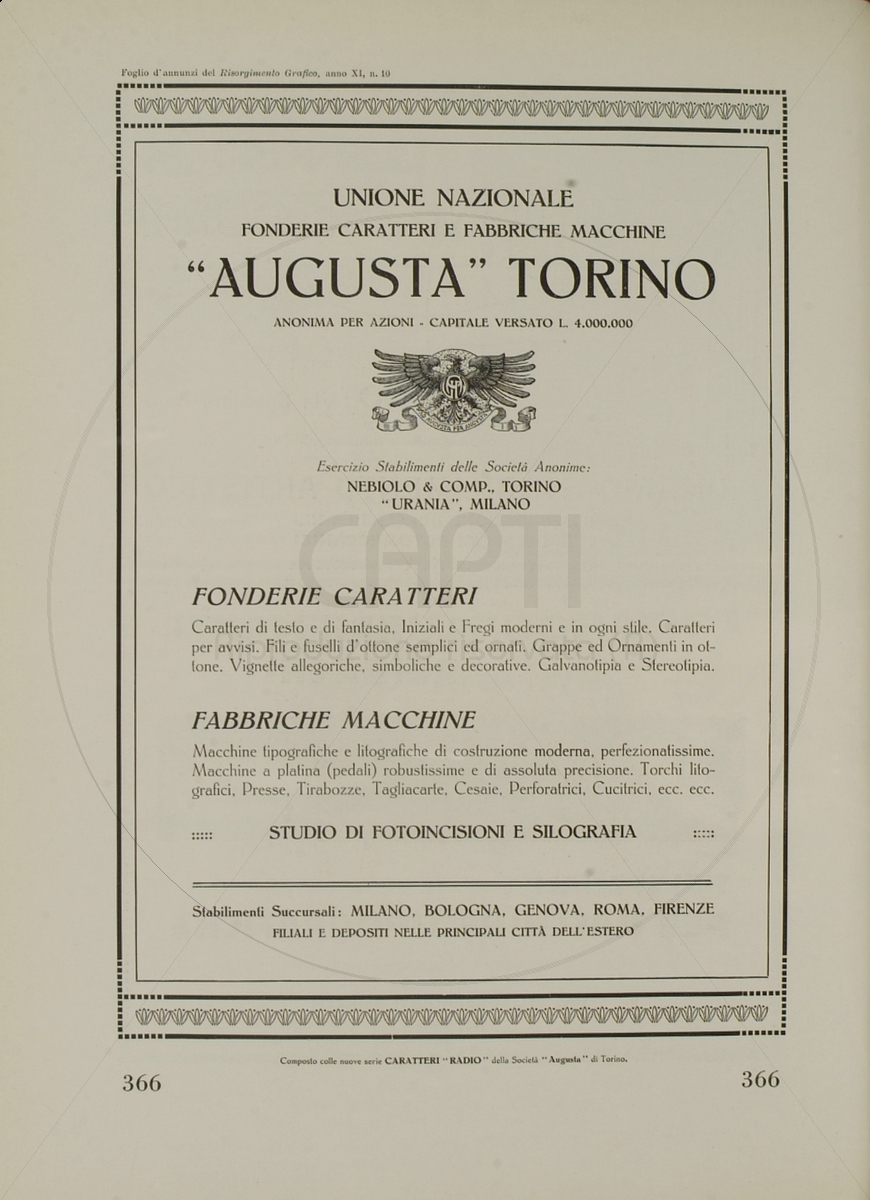 Foglio d'annunzi del Risorgimento Grafico, anno XI, n. 10
UNIONE NAZIONALE
FONDERIE CARATTERI E FABBRICHE MACCHINE
“AUGUSTA” TORINO
ANONIMA PER AZIONI - CAPITALE VERSATO L. 4.000.000
AUGUSTA PER ANGUSTA
Esercizio Stabilimenti delle Società Anonime:
NEBIOLO & COMP., TORINO
“URANIA”, MILANO
CAPTI
FONDERIE CARATTERI
Caratteri di testo e di fantasia, Iniziali e Fregi moderni e in ogni stile. Caratteri
per avvisi. Fili e fuselli d'ottone semplici ed ornati. Grappe ed Ornamenti in ot-
tone. Vignette allegoriche, simboliche e decorative. Galvanotipia e Stereotipia.
FABBRICHE MACCHINE
Macchine tipografiche e litografiche di costruzione moderna, perfezionatissime.
Macchine a platina (pedali) robustissime e di assoluta precisione. Torchi lito-
grafici, Presse, Tirabozze, Tagliacarte, Cesoie, Perforatrici, Cucitrici, ecc. ecc.
::::: STUDIO DI FOTOINCISIONI E SILOGRAFIA :::::
Stabilimenti Succursali: MILANO, BOLOGNA, GENOVA, ROMA, FIRENZE
FILIALI E DEPOSITI NELLE PRINCIPALI CITTÀ DELL'ESTERO
Composto colle nuove serie CARATTERI “RADIO” della Società “Augusta” di Torino.
366
366